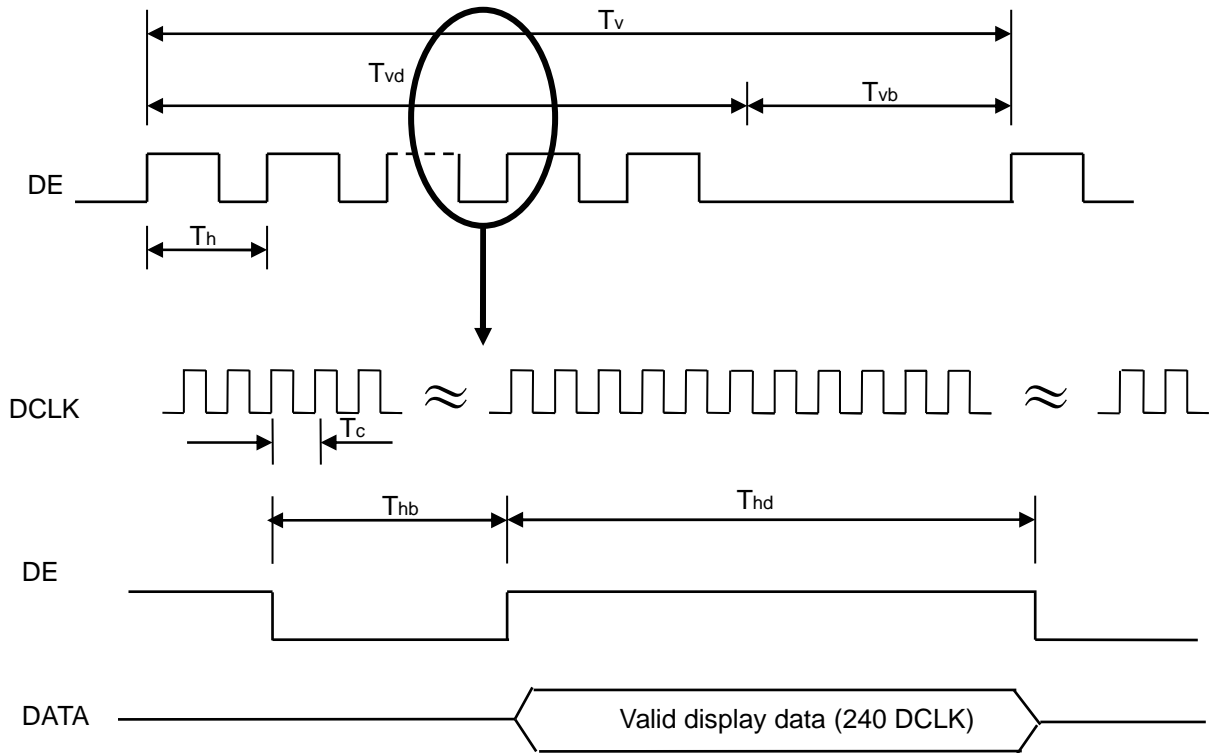 Tv
Tvd
Tvb
DE
Th
DCLK
Tc
Thb
Thd
DE
DATA
Valid display data (240 DCLK)